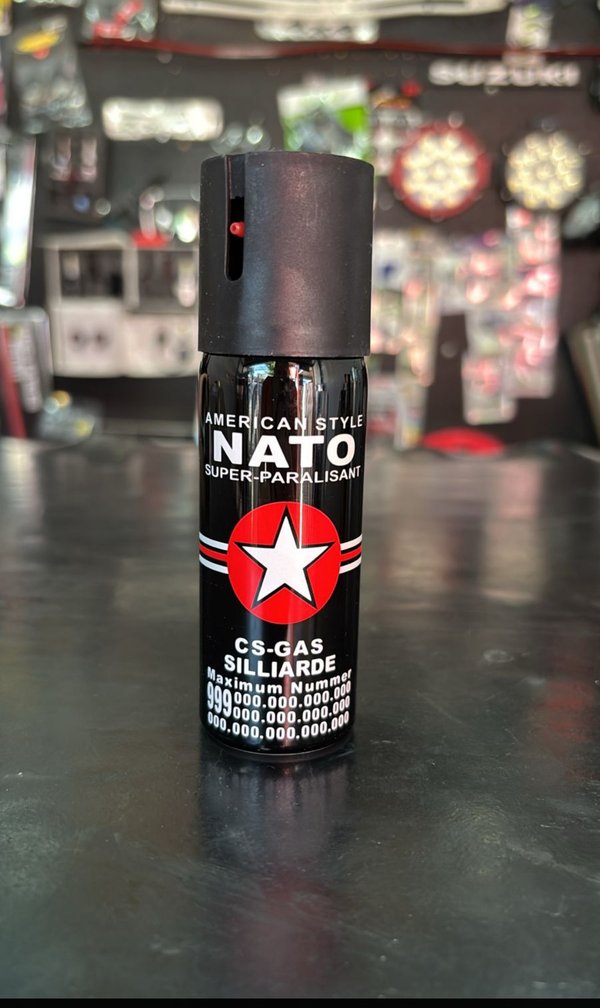 SUZUKI
AMERICAN STYLE
NATO
SUPER-PARALISANT
CS-GAS
SILLIARDE
Maximum Nummer
999000.000.000.000
000.000.000.000
000.000.000.000.000